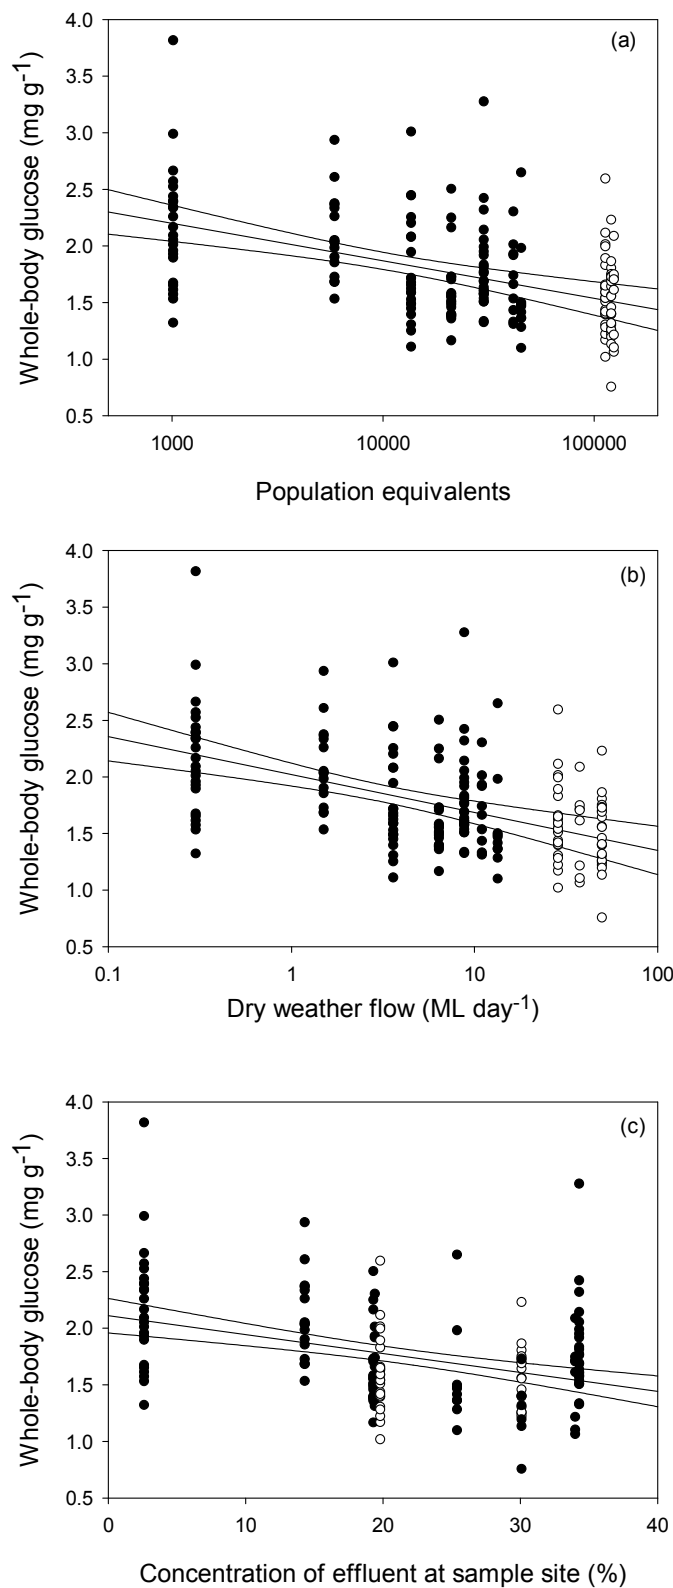 (a)
Whole-body glucose (mg g-1)
4.0
3.5
3.0
2.5
2.0
1.5
1.0
0.5
1000 10000 100000
Population equivalents
(b)
Whole-body glucose (mg g-1)
4.0
3.5
3.0
2.5
2.0
1.5
1.0
0.5
0.1 1 10 100
Dry weather flow (ML day-1)
(c)
Whole-body glucose (mg g-1)
4.0
3.5
3.0
2.5
2.0
1.5
1.0
0.5
0 10 20 30 40
Concentration of effluent at sample site (%)